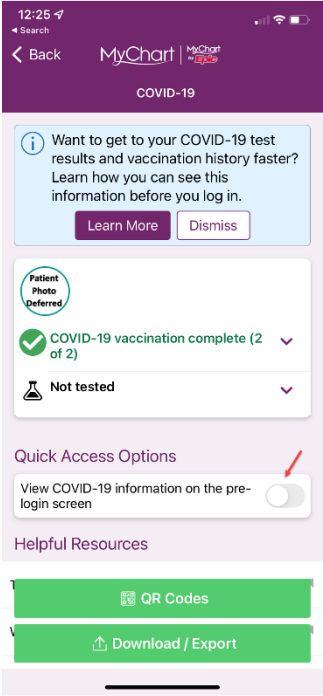 12:25
Search
Back
MyChart
MyChart
by Epic
COVID-19
Want to get to your COVID-19 test
results and vaccination history faster?
Learn how you can see this
information before you log in.
Learn More
Dismiss
Patient
Photo
Deferred
COVID-19 vaccination complete (2
of 2)
Not tested
Quick Access Options
View COVID-19 information on the pre-
login screen
Helpful Resources
QR Codes
Download / Export